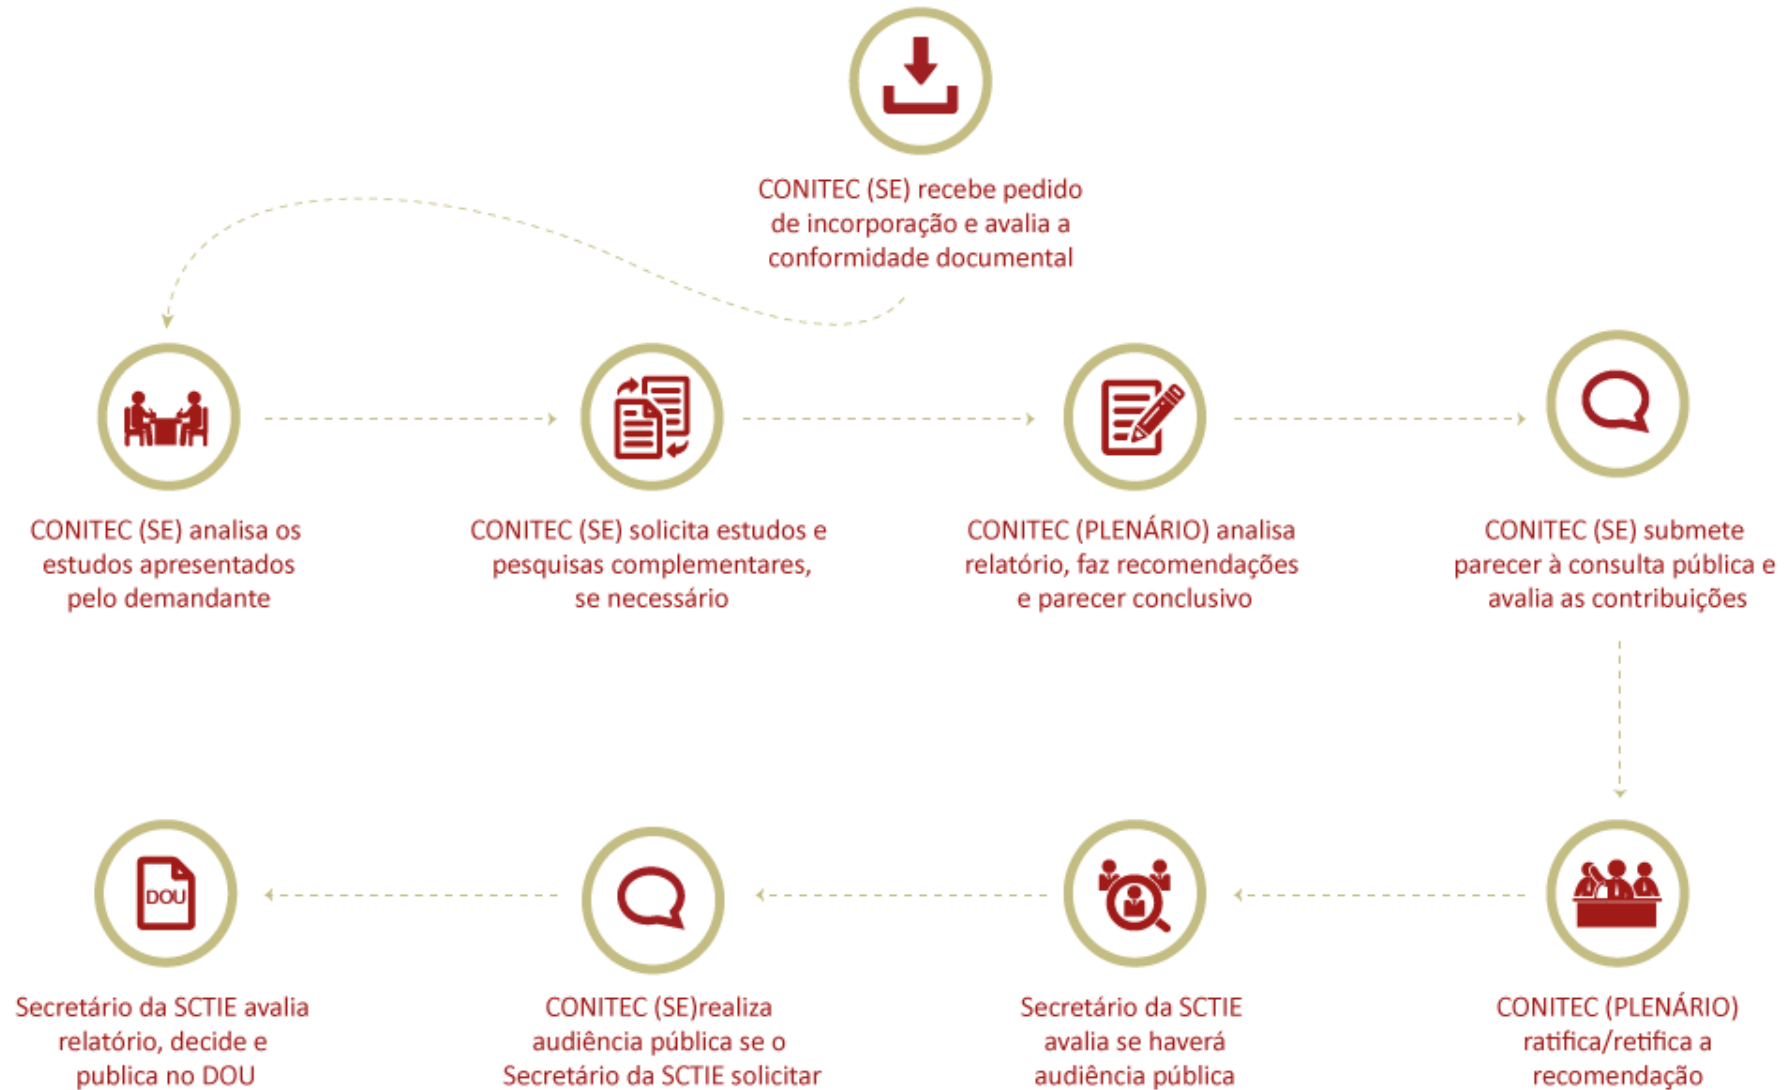 CONITEC (SE) recebe pedido
de incorporação e avalia a
conformidade documental
CONITEC (SE) analisa os
estudos apresentados
pelo demandante
CONITEC (SE) solicita estudos e
pesquisas complementares,
se necessário
CONITEC (PLENÁRIO) analisa
relatório, faz recomendações
e parecer conclusivo
CONITEC (SE) submete
parecer à consulta pública e
avalia as contribuições
CONITEC (PLENÁRIO)
ratifica/retifica a
recomendação
Secretário da SCTIE
avalia se haverá
audiência pública
CONITEC (SE)realiza
audiência pública se o
Secretário da SCTIE solicitar
DOU
Secretário da SCTIE avalia
relatório, decide e
publica no DOU